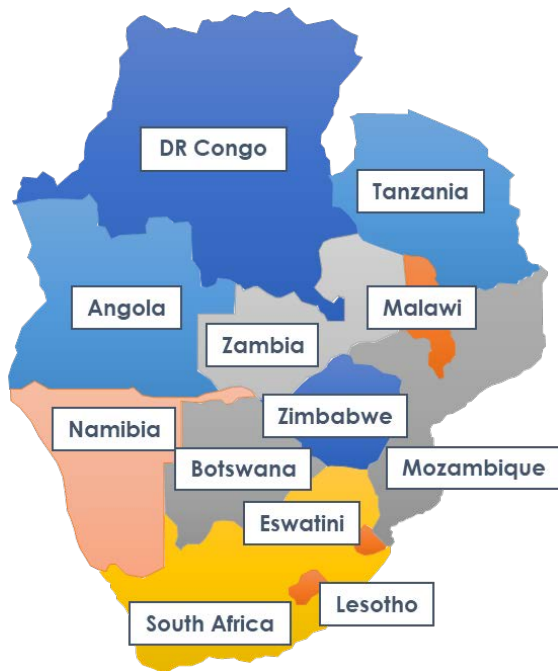 DR Congo
Tanzania
Angola
Malawi
Zambia
Zimbabwe
Namibia
Botswana
Mozambique
Eswatini
Lesotho
South Africa